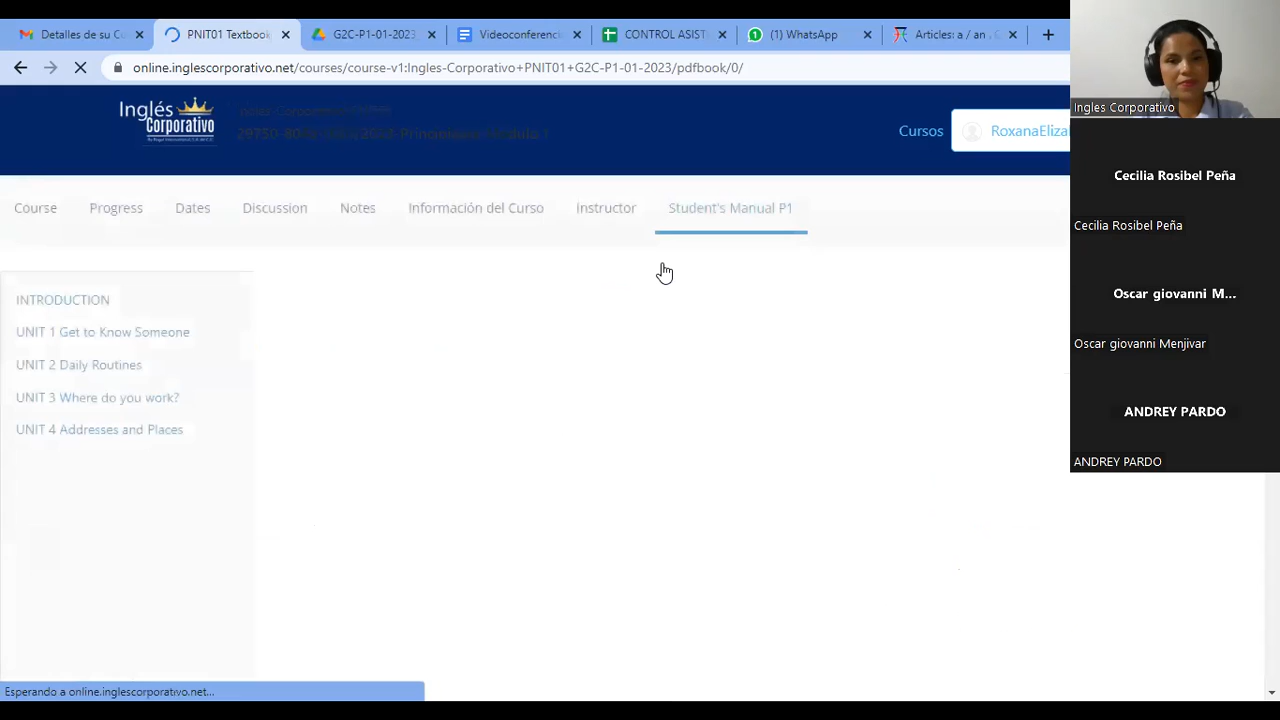 Detalles de su Cu
PNIT01 Textbook
G2C-P1-01-2023
Videoconferenci
CONTROL ASIST
(1) WhatsApp
Articles: a / an
online.inglescorporativo.net/courses/course-v1:Ingles-Corporativo+PNIT01+G2C-P1-01-2023/pdfbook/0/
Inglés
Corporativo
Cursos
RoxanaEliza
Course
Progress
Dates
Discussion
Notes
Información del Curso
Instructor
Student's Manual P1
INTRODUCTION
UNIT 1 Get to Know Someone
UNIT 2 Daily Routines
UNIT 3 Where do you work?
UNIT 4 Addresses and Places
Esperando a online.inglescorporativo.net...
Ingles Corporativo
Cecilia Rosibel Peña
Cecilia Rosibel Peña
Oscar giovanni M...
Oscar giovanni Menjivar
ANDREY PARDO
ANDREY PARDO